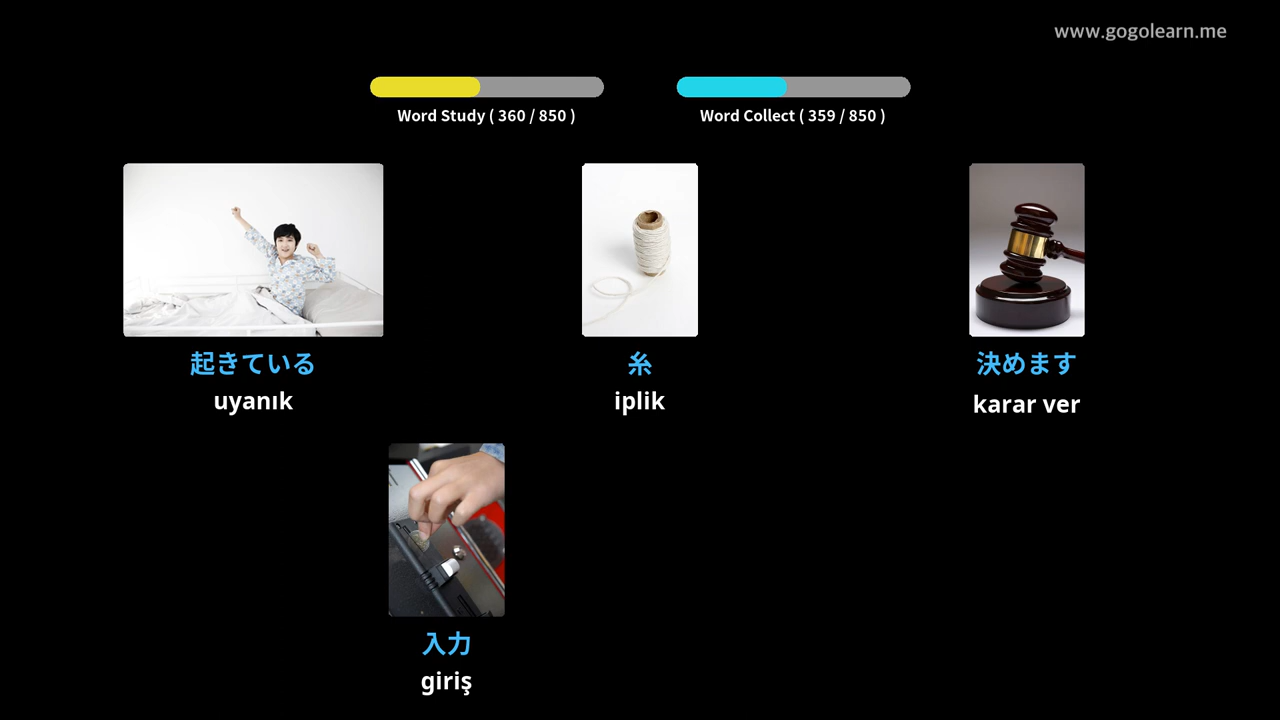 www.gogolearn.me
Word Study ( 360 / 850 )
Word Collect ( 359 / 850 )
起きている
uyanık
糸
iplik
決めます
karar ver
入力
giriş